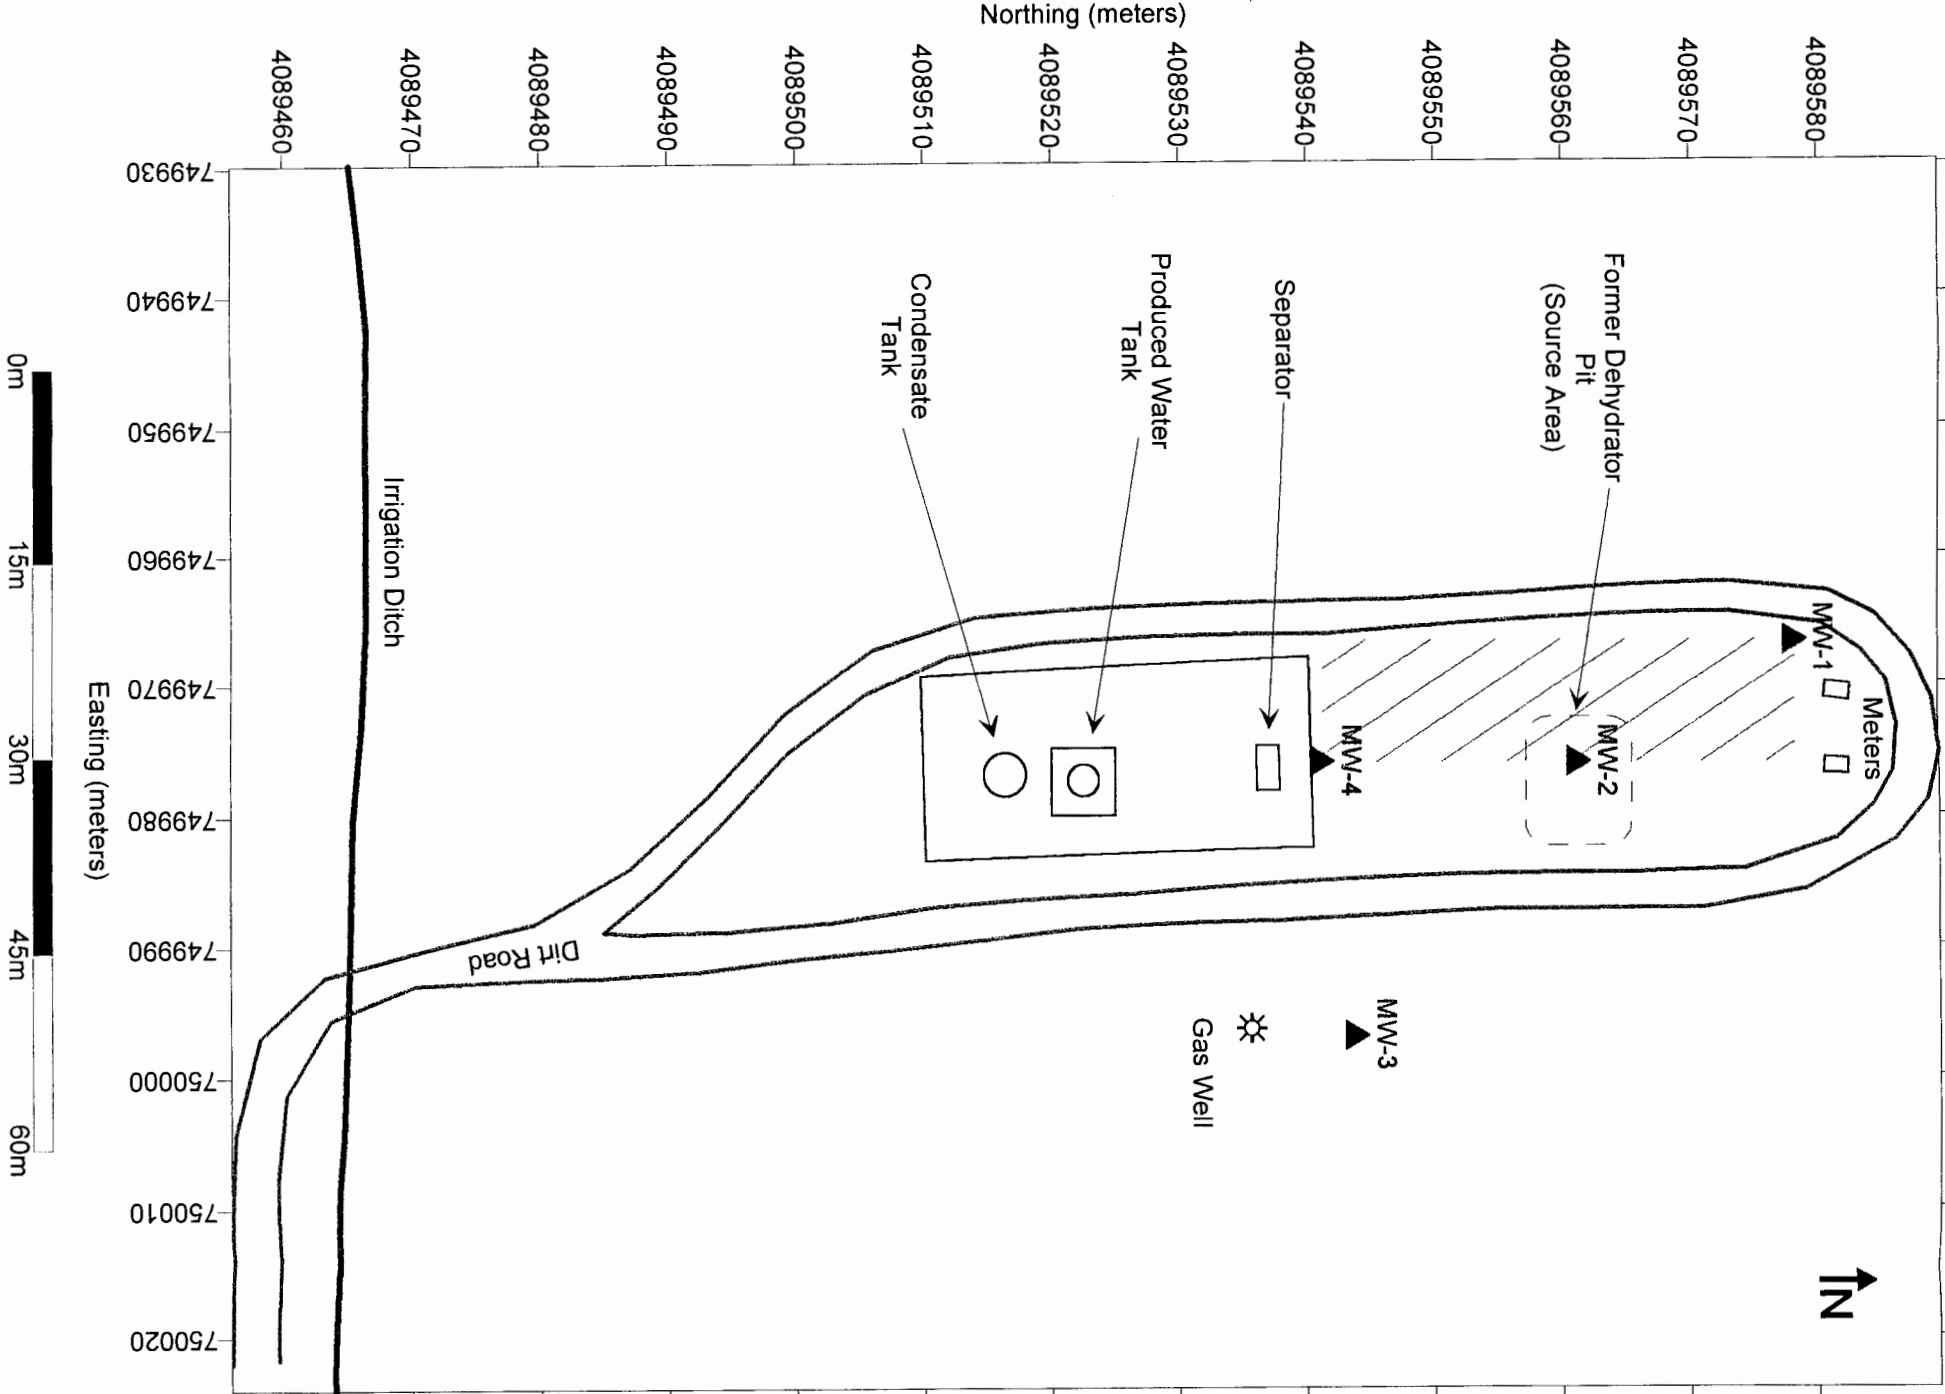 Northing (meters)
4089460
4089470
4089480
4089490
4089500
4089510
4089520
4089530
4089540
4089550
4089560
4089570
4089580
749930
749940
749950
749960
749970
749980
749990
750000
750010
750020
Easting (meters)
0m
15m
30m
45m
60m
Irrigation Ditch
Condensate
Tank
Produced Water
Tank
Separator
Former Dehydrator
Pit
(Source Area)
MW-1
Meters
MW-2
MW-4
MW-3
Gas Well
Dirt Road
N